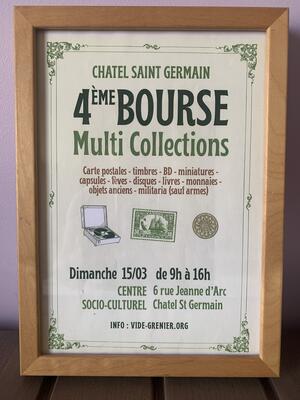 CHATEL SAINT GERMAIN
4ÈME BOURSE
Multi Collections
Carte postales - timbres - BD - miniatures -
capsules - fèves - disques - livres - monnaies -
objets anciens - militaria (sauf armes)
Dimanche 15/03 de 9h à 16h
CENTRE 6 rue Jeanne d'Arc
SOCIO-CULTUREL Chatel St Germain
INFO : VIDE-GRENIER.ORG